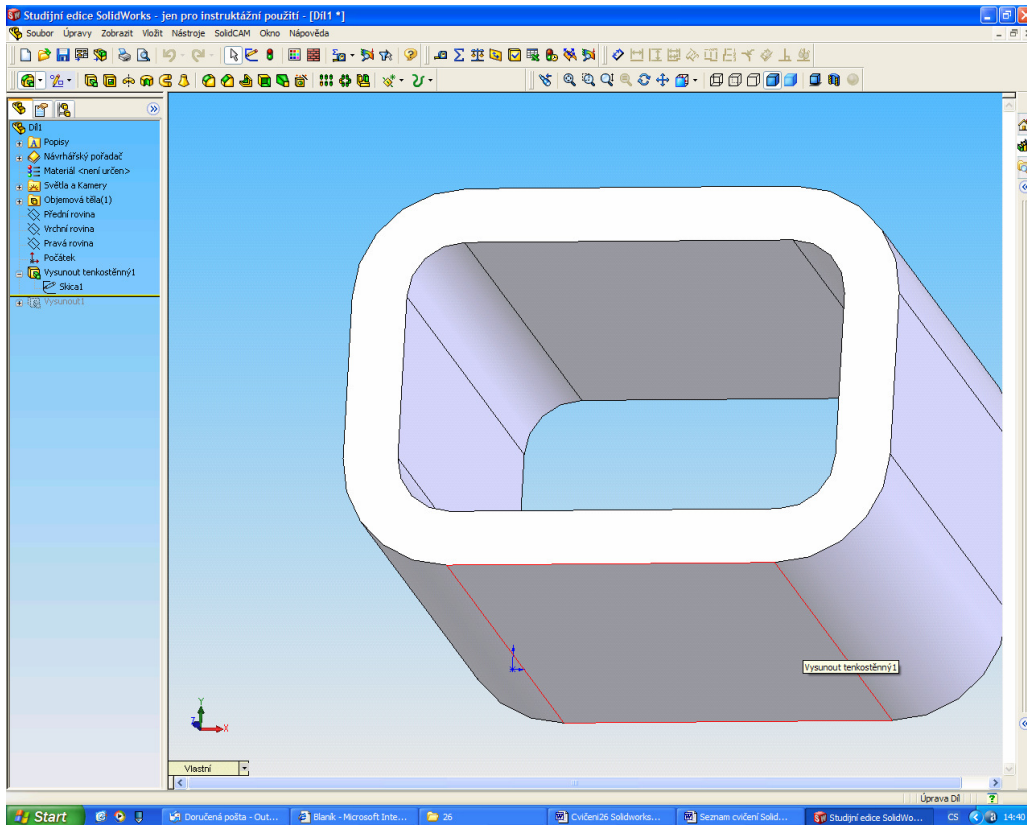 Studijní edice SolidWorks - jen pro instruktážní použití - [Díl1 *]
Soubor Úpravy Zobrazit Vložit Nástroje SolidCAM Okno Nápověda
Díl1
Popisy
Návrhářský pořadač
Materiál <není určen>
Světla a Kamery
Objemová těla(1)
Přední rovina
Vrchní rovina
Pravá rovina
Počátek
Vysunout tenkostěnný1
Skica1
Vysunout1
Vysunout tenkostěnný1
Y
Z
X
Vlastní
Úprava Díl
Start
Doručená pošta - Out...
Blaník - Microsoft Inte...
26
Cvičeni26 Solidworks...
Seznam cvičení Solid...
Studijní edice SolidWo...
CS
14:40